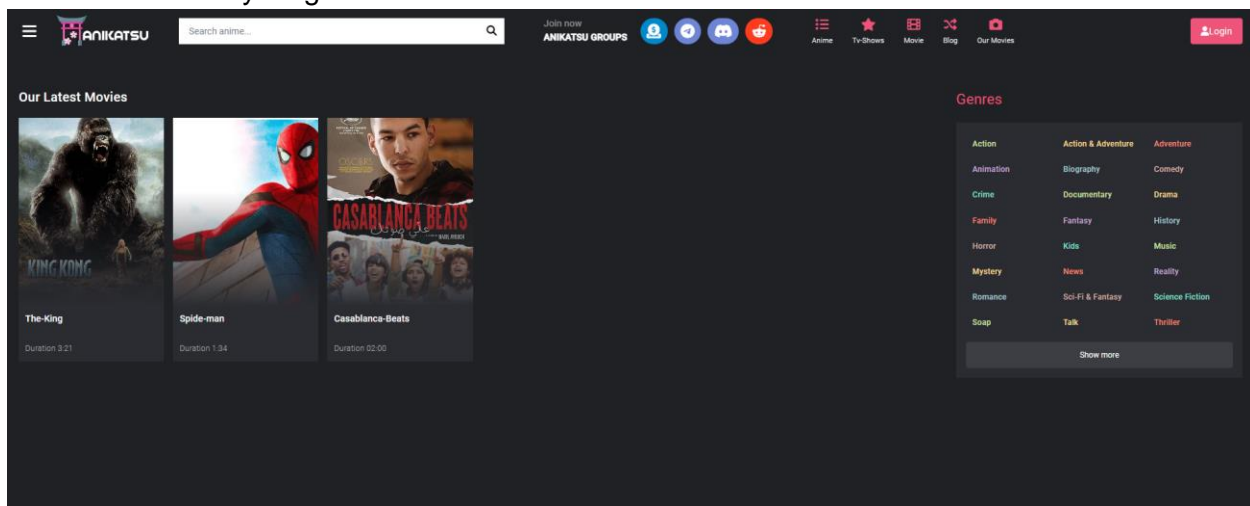 ANIKATSU
Search anime...
Join now
ANIKATSU GROUPS
Anime
Tv-Shows
Movie
Blog
Our Movies
Login
Our Latest Movies
KING KONG
OSCARS
CASABLANCA BEATS
علي صوتك
The-King
Spide-man
Casablanca-Beats
Duration 3:21
Duration 1:34
Duration 02:00
Genres
Action
Action & Adventure
Adventure
Animation
Biography
Comedy
Crime
Documentary
Drama
Family
Fantasy
History
Horror
Kids
Music
Mystery
News
Reality
Romance
Sci-Fi & Fantasy
Science Fiction
Soap
Talk
Thriller
Show more